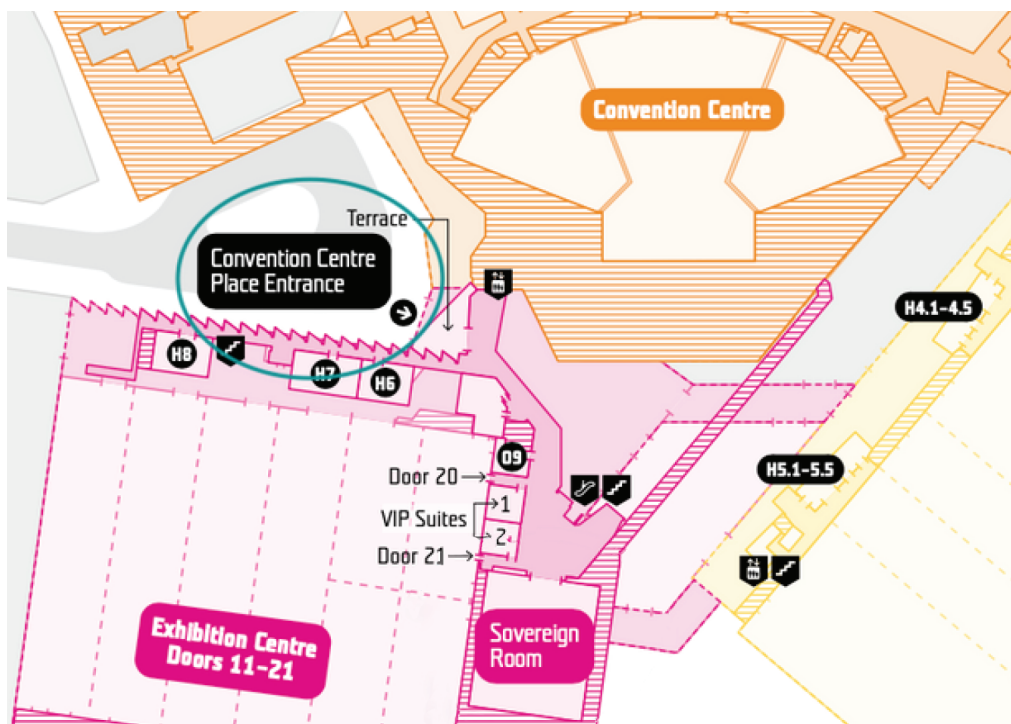 Convention Centre
Terrace
Convention Centre
Place Entrance
H4.1-4.5
H8
H7
H6
09
H5.1-5.5
Door 20
1
VIP Suites
2
Door 21
Exhibition Centre
Doors 11-21
Sovereign
Room